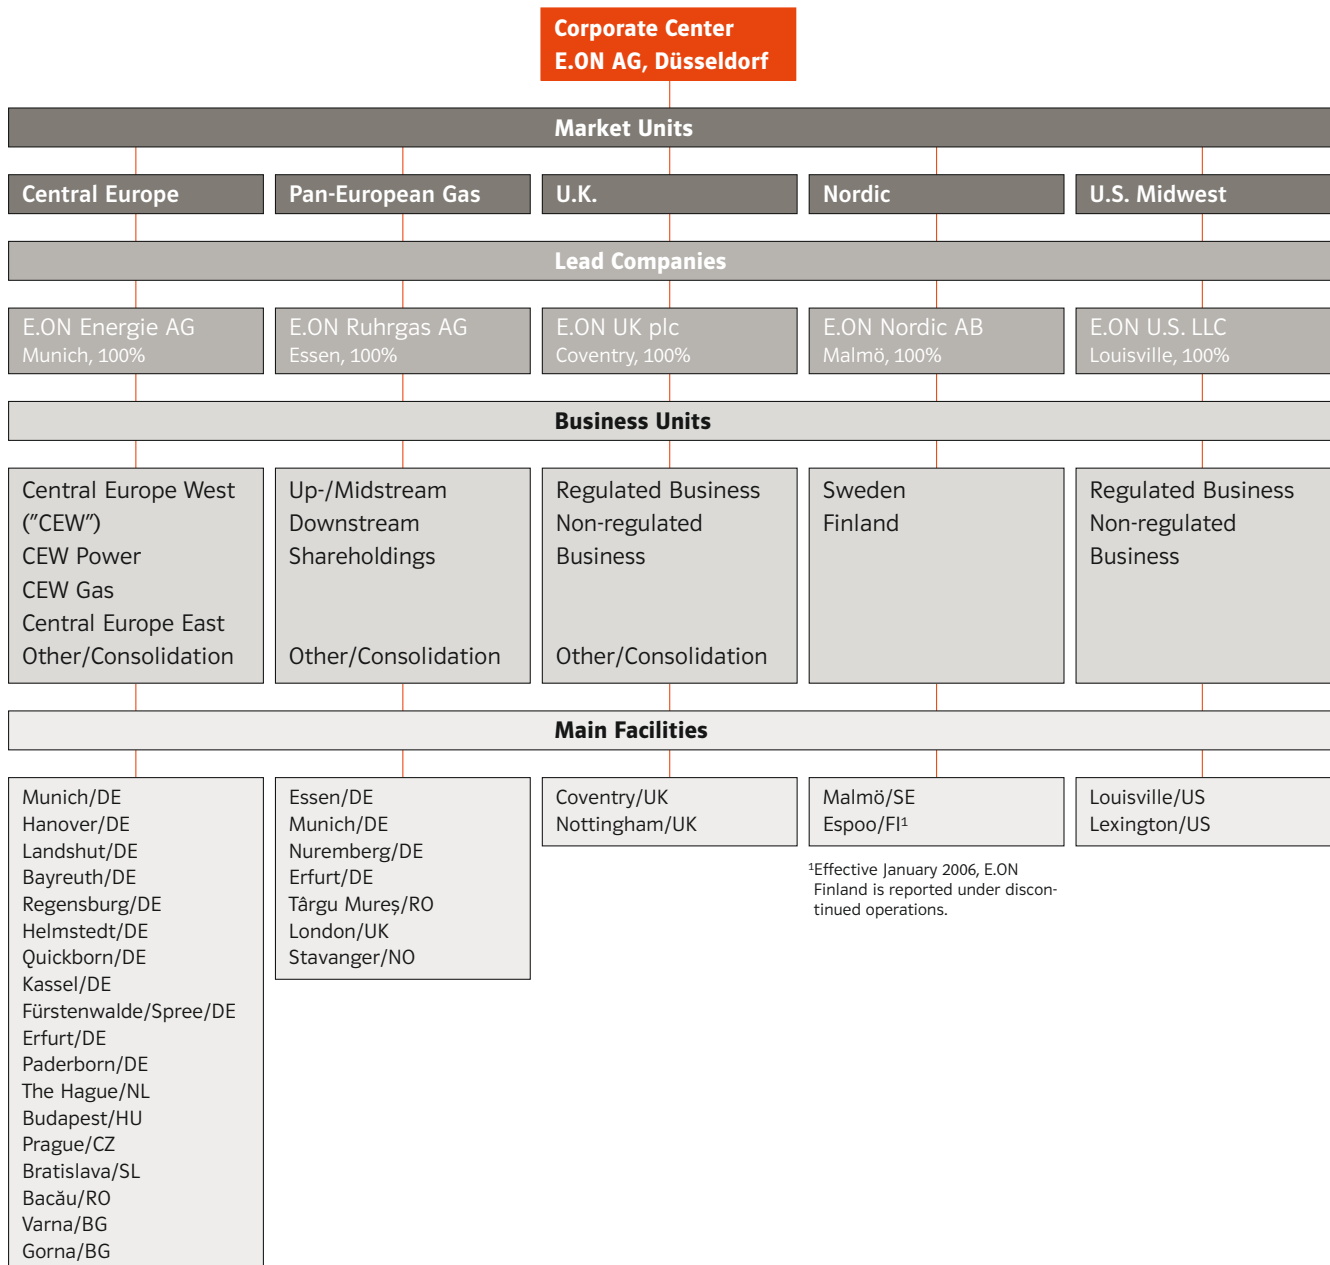 Corporate Center
E.ON AG, Düsseldorf
Market Units
Central Europe
Pan-European Gas
U.K.
Nordic
U.S. Midwest
Lead Companies
E.ON Energie AG
Munich, 100%
E.ON Ruhrgas AG
Essen, 100%
E.ON UK plc
Coventry, 100%
E.ON Nordic AB
Malmö, 100%
E.ON U.S. LLC
Louisville, 100%
Business Units
Central Europe West
("CEW")
CEW Power
CEW Gas
Central Europe East
Other/Consolidation
Up-/Midstream
Downstream
Shareholdings
Other/Consolidation
Regulated Business
Non-regulated
Business
Other/Consolidation
Sweden
Finland
Regulated Business
Non-regulated
Business
Main Facilities
Munich/DE
Hanover/DE
Landshut/DE
Bayreuth/DE
Regensburg/DE
Helmstedt/DE
Quickborn/DE
Kassel/DE
Fürstenwalde/Spree/DE
Erfurt/DE
Paderborn/DE
The Hague/NL
Budapest/HU
Prague/CZ
Bratislava/SL
Bacău/RO
Varna/BG
Gorna/BG
Essen/DE
Munich/DE
Nuremberg/DE
Erfurt/DE
Târgu Mureş/RO
London/UK
Stavanger/NO
Coventry/UK
Nottingham/UK
Malmö/SE
Espoo/FI¹
¹Effective January 2006, E.ON
Finland is reported under discon-
tinued operations.
Louisville/US
Lexington/US